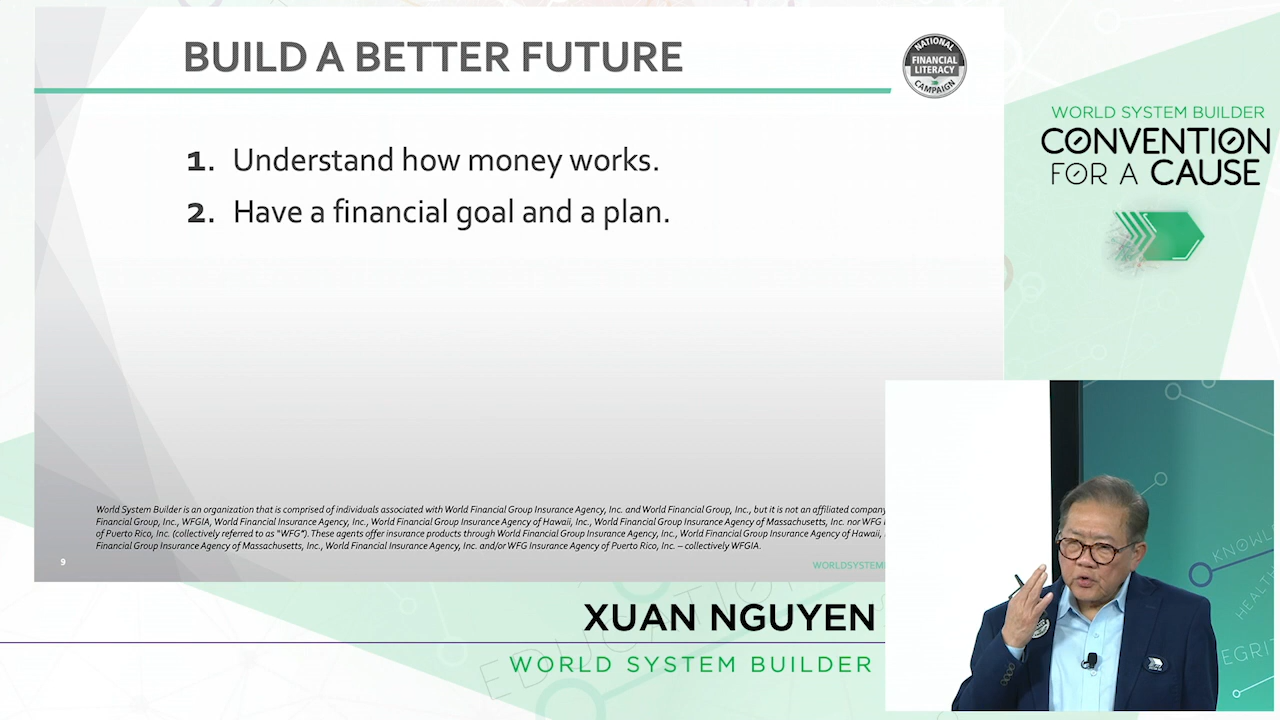 BUILD A BETTER FUTURE
NATIONAL
FINANCIAL
LITERACY
CAMPAIGN
1. Understand how money works.
2. Have a financial goal and a plan.
World System Builder is an organization that is comprised of individuals associated with World Financial Group Insurance Agency, Inc. and World Financial Group, Inc., but it is not an affiliated company
Financial Group, Inc., WFGIA, World Financial Insurance Agency, Inc., World Financial Group Insurance Agency of Hawaii, Inc., World Financial Group Insurance Agency of Massachusetts, Inc. nor WFG
of Puerto Rico, Inc. (collectively referred to as "WFG"). These agents offer insurance products through World Financial Group Insurance Agency, Inc., World Financial Group Insurance Agency of Hawaii,
Financial Group Insurance Agency of Massachusetts, Inc., World Financial Insurance Agency, Inc. and/or WFG Insurance Agency of Puerto Rico, Inc. – collectively WFGIA.
9
WORLDSYSTEM
WORLD SYSTEM BUILDER
CONVENTION
FOR A CAUSE
XUAN NGUYEN
WORLD SYSTEM BUILDER
EDUCATION
KNOWL
HEALTH
EGRIT